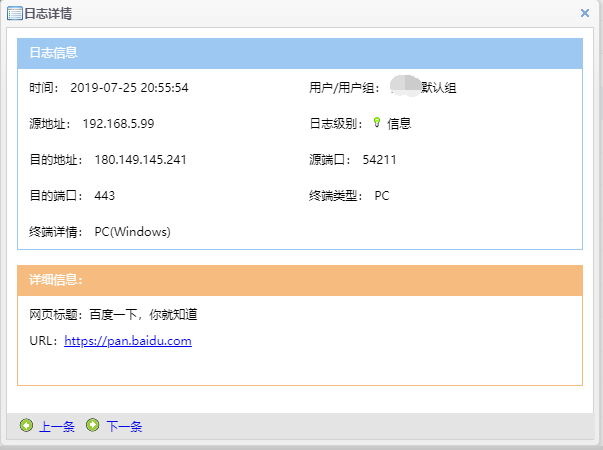 日志详情
日志信息
时间： 2019-07-25 20:55:54 用户/用户组： 默认组
源地址： 192.168.5.99 日志级别： 信息
目的地址： 180.149.145.241 源端口： 54211
目的端口： 443 终端类型： PC
终端详情： PC(Windows)
详细信息：
网页标题：百度一下，你就知道
URL：https://pan.baidu.com
上一条 下一条